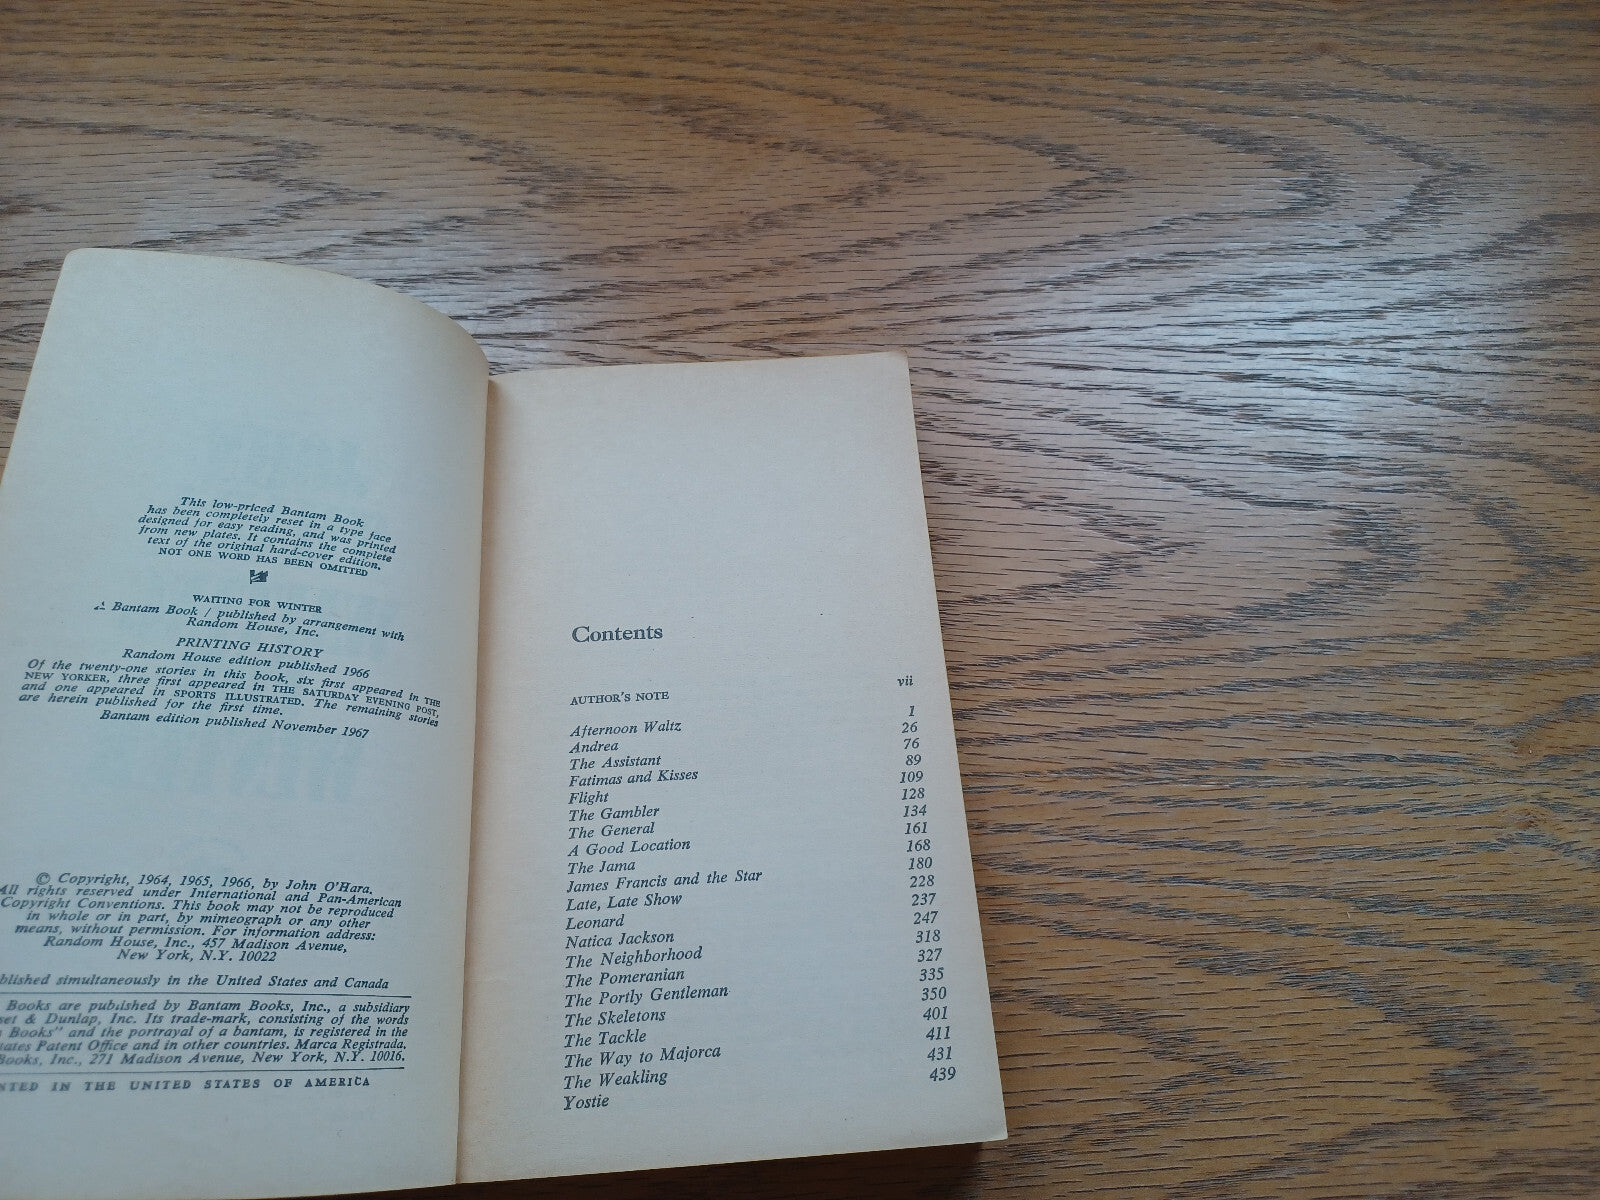 This low-priced Bantam Book
has been completely reset in a type face
designed for easy reading, and was printed
from new plates. It contains the complete
text of the original hard-cover edition.
NOT ONE WORD HAS BEEN OMITTED
WAITING FOR WINTER
A Bantam Book / published by arrangement with
Random House, Inc.
PRINTING HISTORY
Random House edition published 1966
Of the twenty-one stories in this book, six first appeared in THE
NEW YORKER, three first appeared in THE SATURDAY EVENING POST,
and one appeared in SPORTS ILLUSTRATED. The remaining stories
are herein published for the first time.
Bantam edition published November 1967
© Copyright, 1964, 1965, 1966, by John O'Hara.
All rights reserved under International and Pan-American
Copyright Conventions. This book may not be reproduced
in whole or in part, by mimeograph or any other
means, without permission. For information address:
Random House, Inc., 457 Madison Avenue,
New York, N.Y. 10022
blished simultaneously in the United States and Canada
Books are published by Bantam Books, Inc., a subsidiary
set & Dunlap, Inc. Its trade-mark, consisting of the words
Books" and the portrayal of a bantam, is registered in the
tates Patent Office and in other countries. Marca Registrada.
Books, Inc., 271 Madison Avenue, New York, N.Y. 10016.
NTED IN THE UNITED STATES OF AMERICA
Contents
AUTHOR'S NOTE vii
Afternoon Waltz 1
Andrea 26
The Assistant 76
Fatimas and Kisses 89
Flight 109
The Gambler 128
The General 134
A Good Location 161
The Jama 168
James Francis and the Star 180
Late, Late Show 228
Leonard 237
Natica Jackson 247
The Neighborhood 318
The Pomeranian 327
The Portly Gentleman 335
The Skeletons 350
The Tackle 401
The Way to Majorca 411
The Weakling 431
Yostie 439